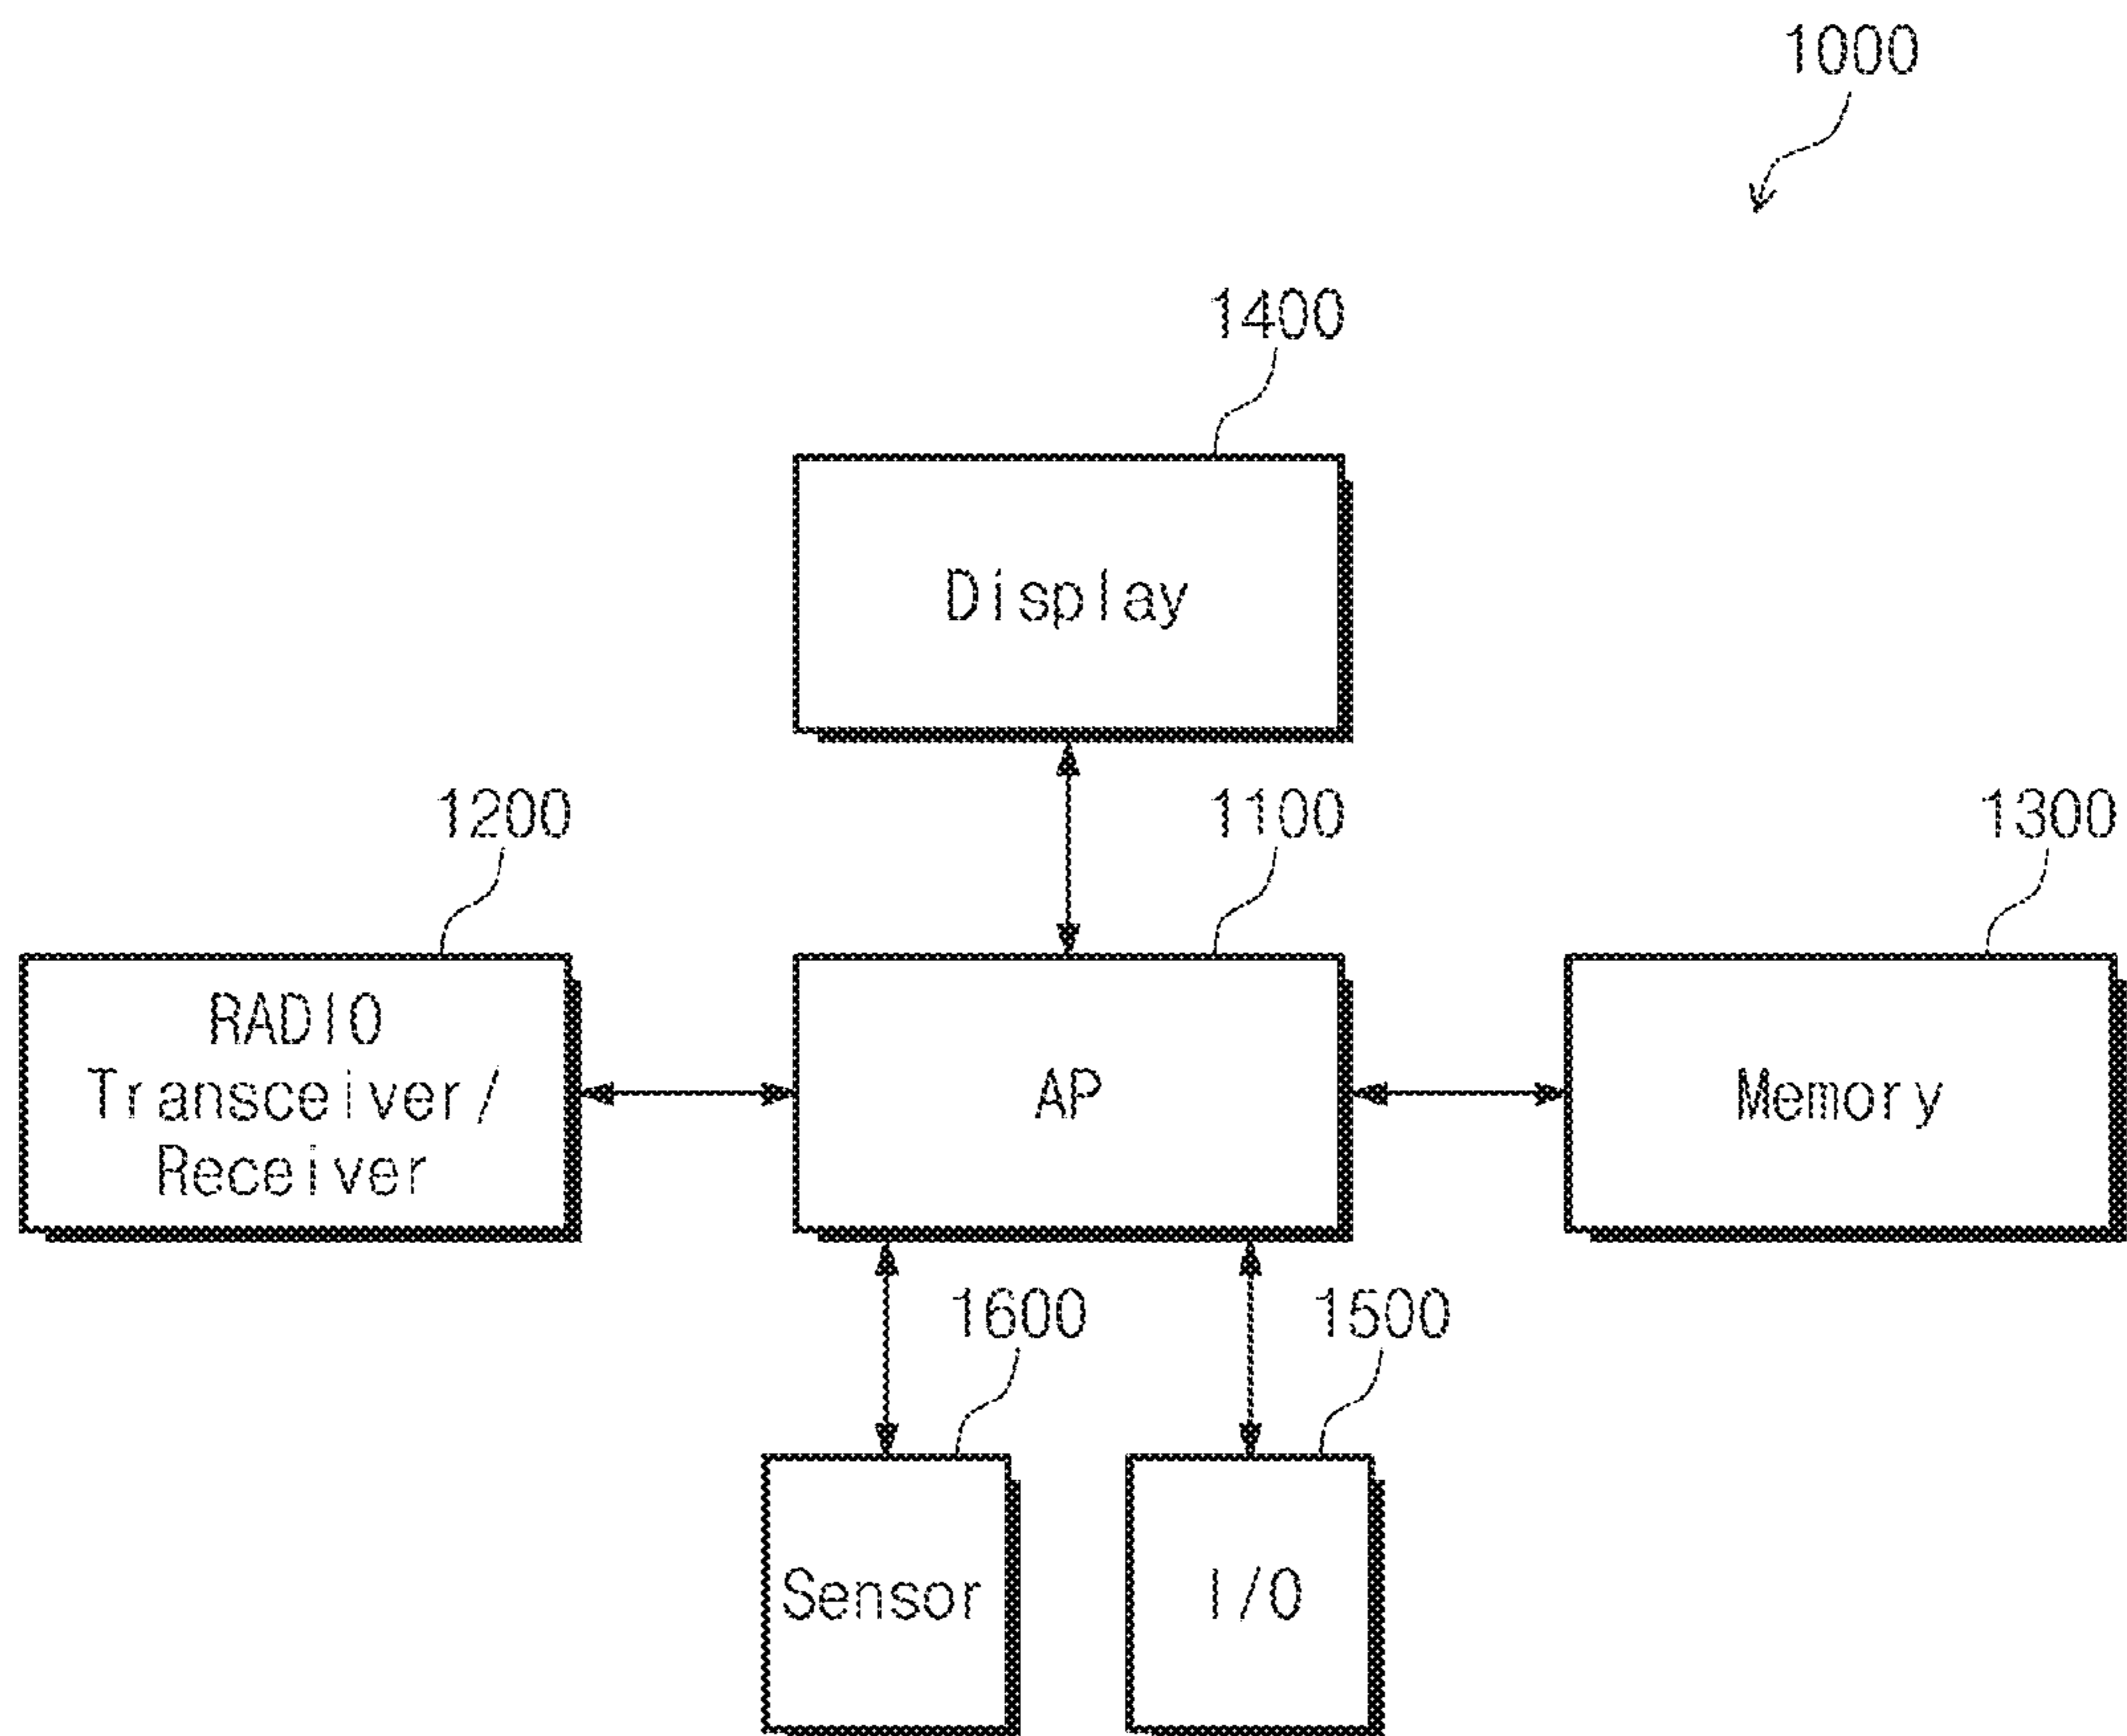 1000
1400
Display
1200
1100
1300
RADIO
Transceiver/
Receiver
AP
Memory
1600
1500
Sensor
I/O